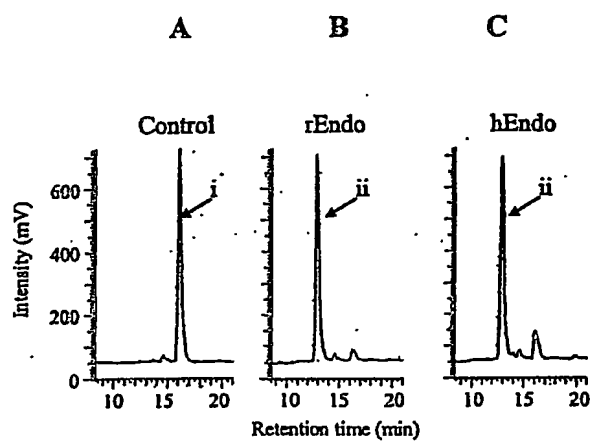 A B C
Control rEndo hEndo
i ii ii
600
400
200
0
Intensity (mV)
10 15 20 10 15 20 10 15 20
Retention time (min)